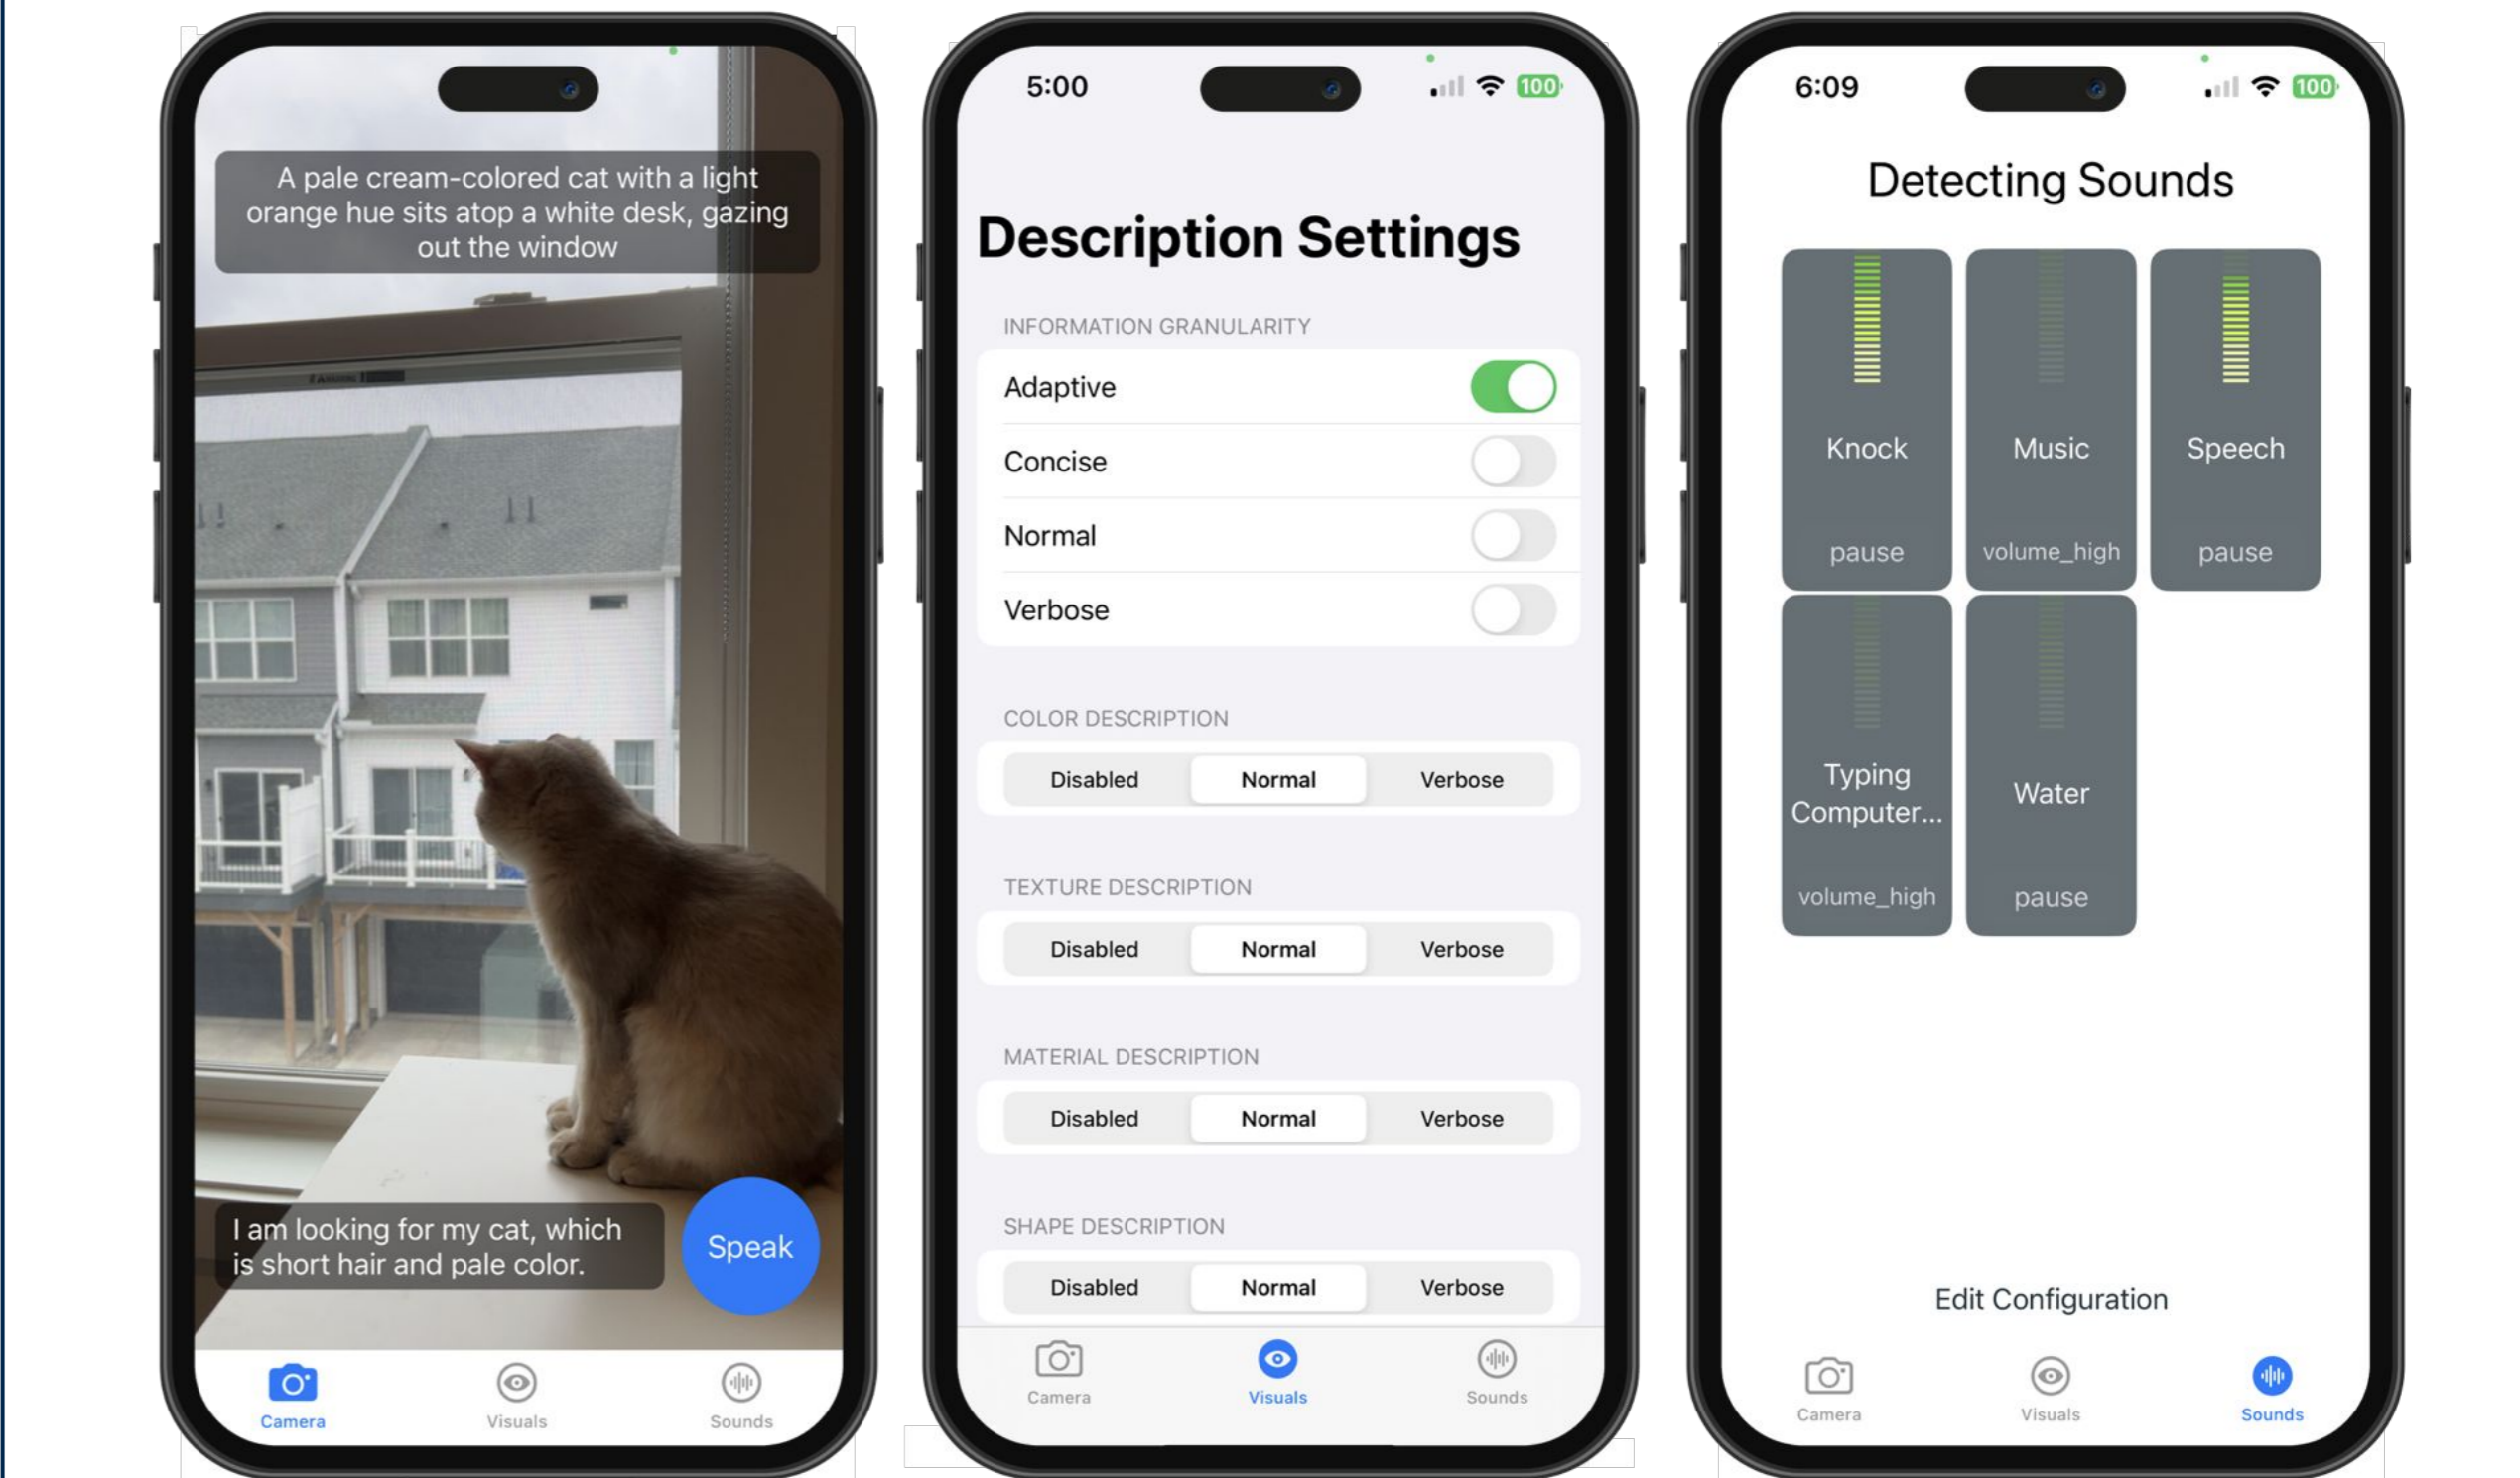 A pale cream-colored cat with a light
orange hue sits atop a white desk, gazing
out the window
I am looking for my cat, which
is short hair and pale color.
Speak
Camera
Visuals
Sounds
5:00
100
Description Settings
INFORMATION GRANULARITY
Adaptive
Concise
Normal
Verbose
COLOR DESCRIPTION
Disabled Normal Verbose
TEXTURE DESCRIPTION
Disabled Normal Verbose
MATERIAL DESCRIPTION
Disabled Normal Verbose
SHAPE DESCRIPTION
Disabled Normal Verbose
Camera
Visuals
Sounds
6:09
100
Detecting Sounds
Knock
pause
Music
volume_high
Speech
pause
Typing
Computer...
volume_high
Water
pause
Edit Configuration
Camera
Visuals
Sounds